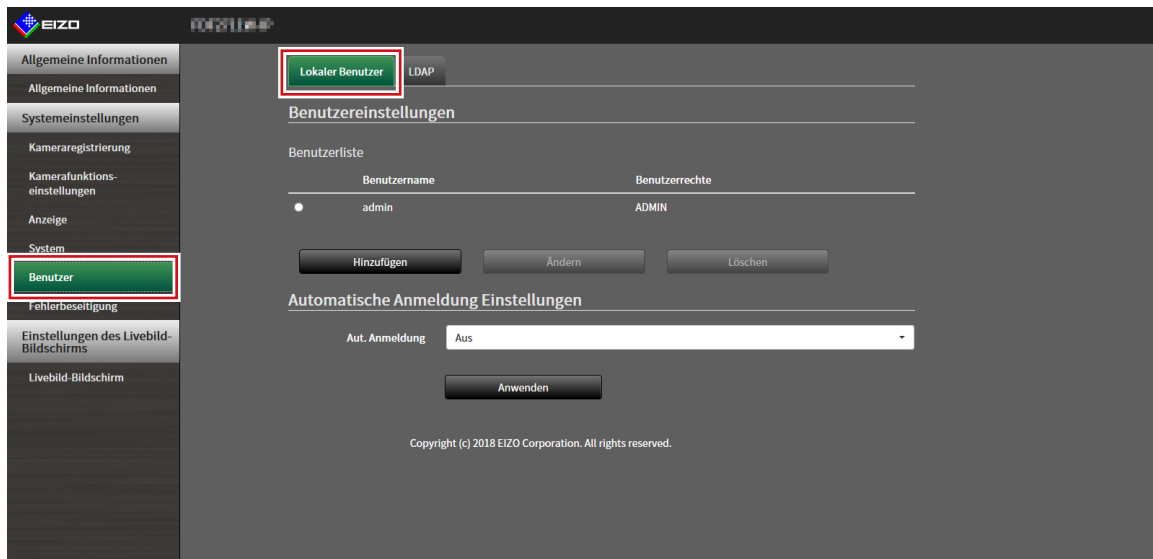 EIZO
Allgemeine Informationen
Allgemeine Informationen
Systemeinstellungen
Kameraregistrierung
Kamerafunktions-
einstellungen
Anzeige
System
Benutzer
Fehlerbeseitigung
Einstellungen des Livebild-
Bildschirms
Livebild-Bildschirm
Lokaler Benutzer LDAP
Benutzereinstellungen
Benutzerliste
Benutzername Benutzerrechte
admin ADMIN
Hinzufügen Ändern Löschen
Automatische Anmeldung Einstellungen
Aut. Anmeldung Aus
Anwenden
Copyright (c) 2018 EIZO Corporation. All rights reserved.